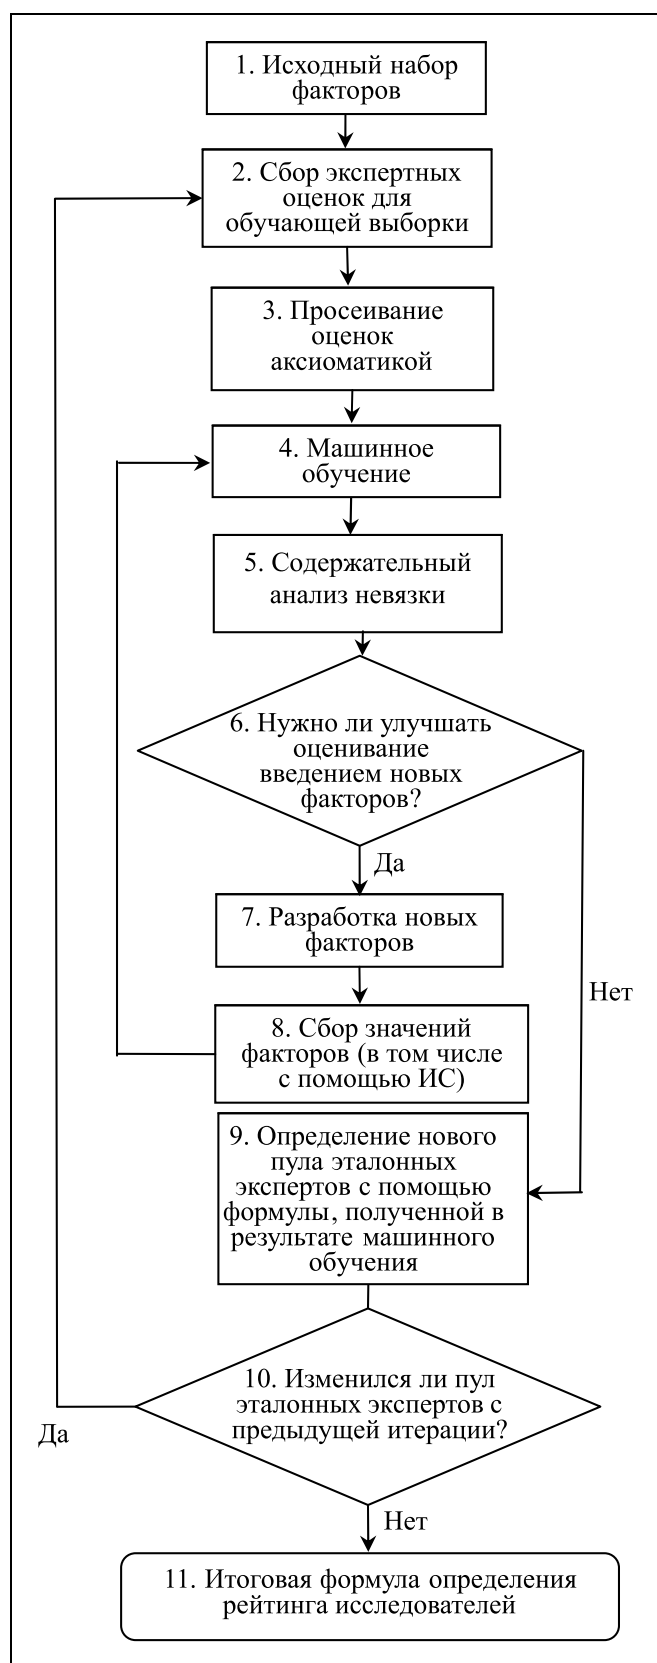 1. Исходный набор
факторов
2. Сбор экспертных
оценок для
обучающей выборки
3. Просеивание
оценок
аксиоматикой
4. Машинное
обучение
5. Содержательный
анализ невязки
6. Нужно ли улучшать
оценивание
введением новых
факторов?
Да
7. Разработка новых
факторов
Нет
8. Сбор значений
факторов (в том числе
с помощью ИС)
9. Определение нового
пула эталонных
экспертов с помощью
формулы, полученной в
результате машинного
обучения
10. Изменился ли пул
эталонных экспертов с
предыдущей итерации?
Да
Нет
11. Итоговая формула определения
рейтинга исследователей